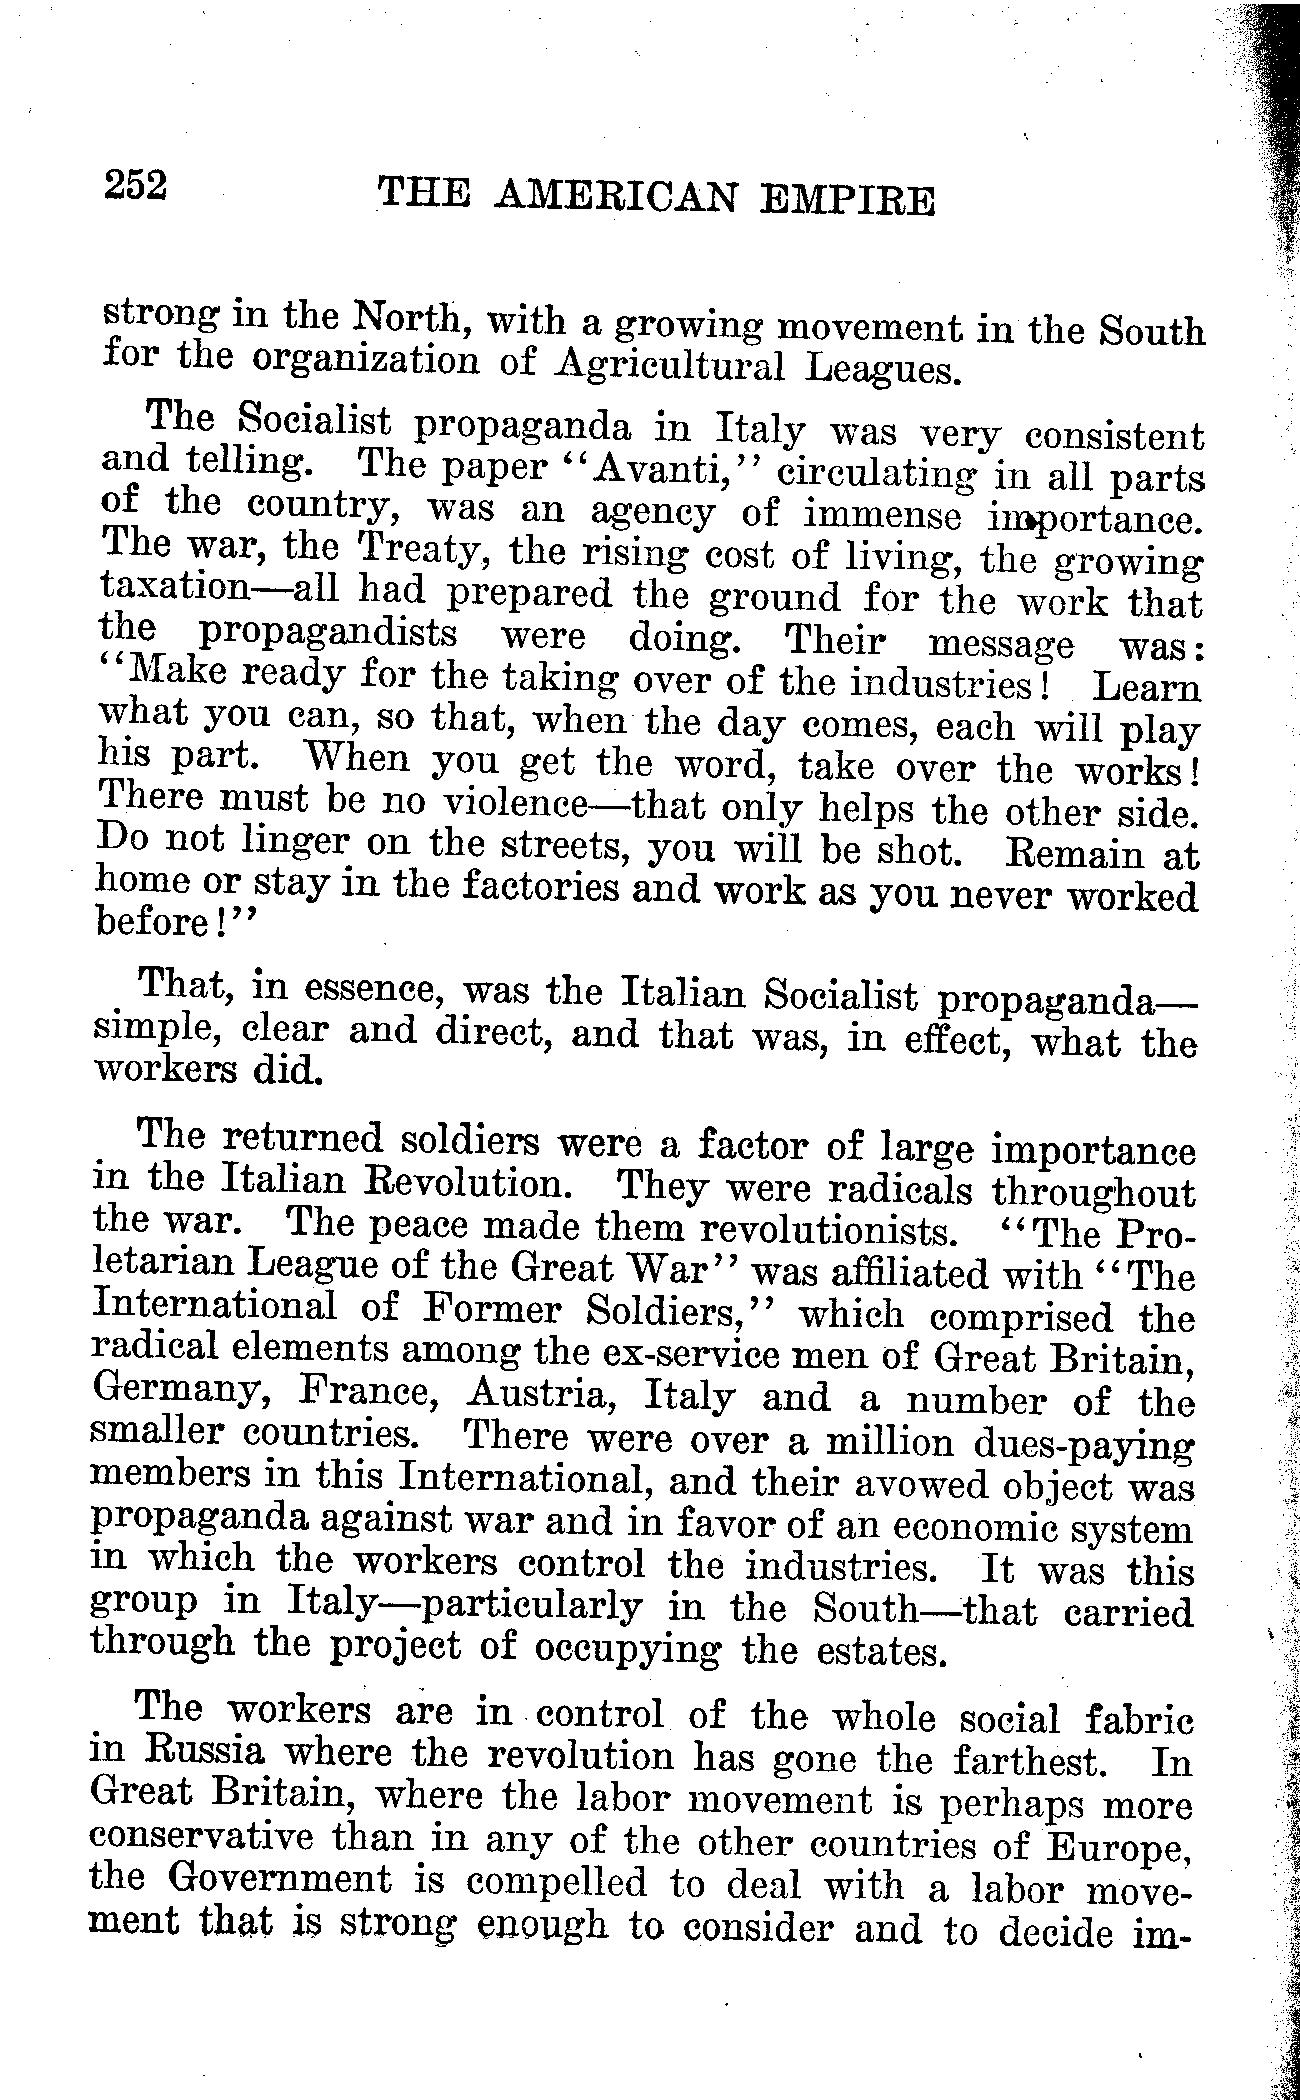 252 THE AMERICAN EMPIRE
strong in the North, with a growing movement in the South
for the organization of Agricultural Leagues.
The Socialist propaganda in Italy was very consistent
and telling. The paper "Avanti," circulating in all parts
of the country, was an agency of immense importance.
The war, the Treaty, the rising cost of living, the growing
taxation—all had prepared the ground for the work that
the propagandists were doing. Their message was:
"Make ready for the taking over of the industries! Learn
what you can, so that, when the day comes, each will play
his part. When you get the word, take over the works!
There must be no violence—that only helps the other side.
Do not linger on the streets, you will be shot. Remain at
home or stay in the factories and work as you never worked
before!"
That, in essence, was the Italian Socialist propaganda—
simple, clear and direct, and that was, in effect, what the
workers did.
The returned soldiers were a factor of large importance
in the Italian Revolution. They were radicals throughout
the war. The peace made them revolutionists. "The Pro-
letarian League of the Great War" was affiliated with "The
International of Former Soldiers," which comprised the
radical elements among the ex-service men of Great Britain,
Germany, France, Austria, Italy and a number of the
smaller countries. There were over a million dues-paying
members in this International, and their avowed object was
propaganda against war and in favor of an economic system
in which the workers control the industries. It was this
group in Italy—particularly in the South—that carried
through the project of occupying the estates.
The workers are in control of the whole social fabric
in Russia where the revolution has gone the farthest. In
Great Britain, where the labor movement is perhaps more
conservative than in any of the other countries of Europe,
the Government is compelled to deal with a labor move-
ment that is strong enough to consider and to decide im-